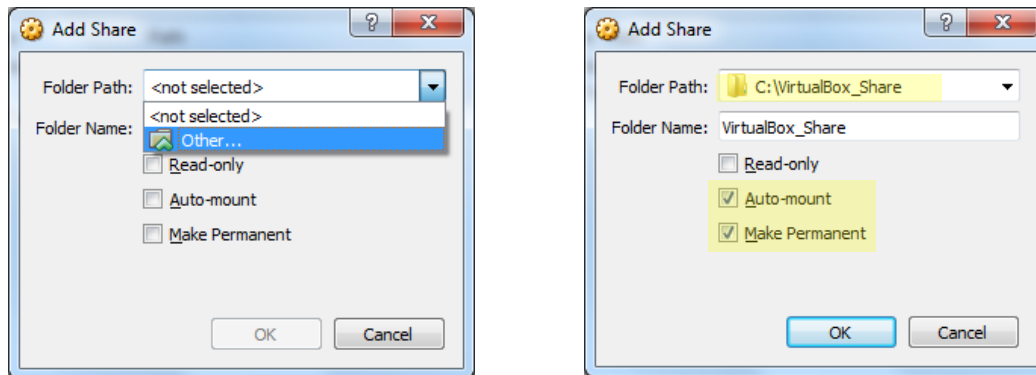 Add Share
Folder Path: <not selected>
<not selected>
Other...
Folder Name:
Read-only
Auto-mount
Make Permanent
OK Cancel
Add Share
Folder Path: C:\VirtualBox_Share
Folder Name: VirtualBox_Share
Read-only
Auto-mount
Make Permanent
OK Cancel